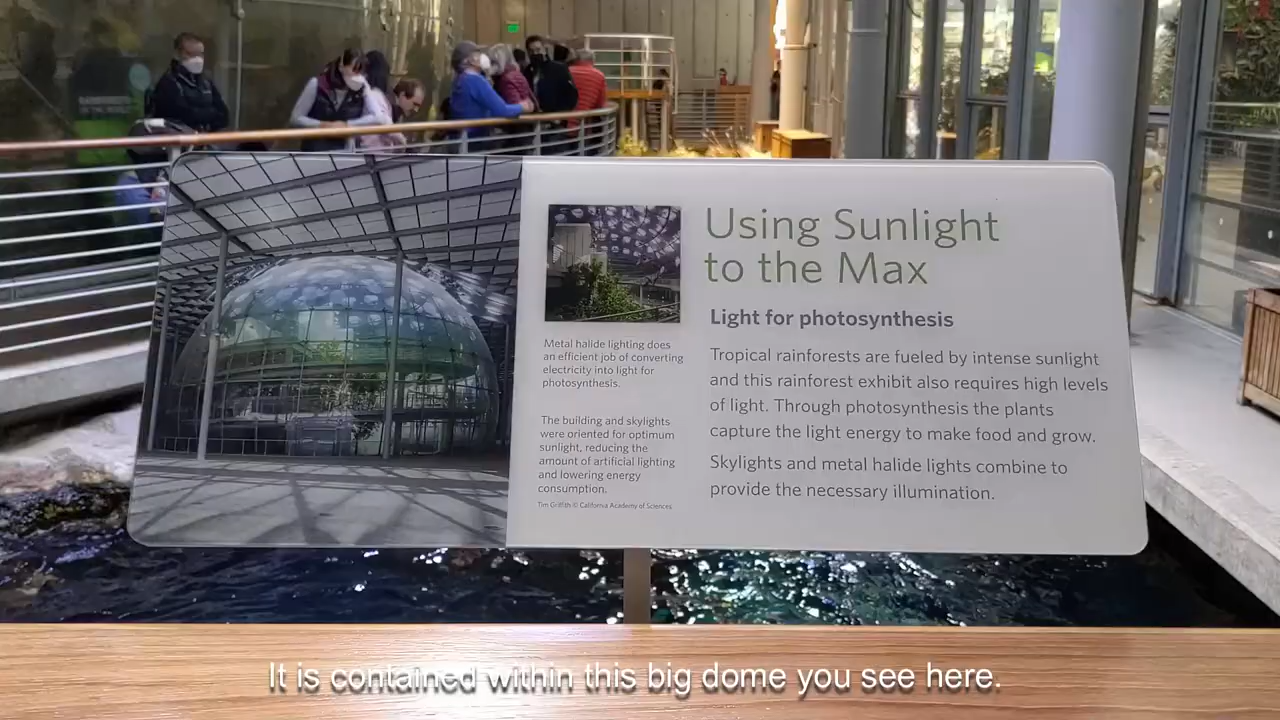 Using Sunlight
to the Max
Light for photosynthesis
Tropical rainforests are fueled by intense sunlight
and this rainforest exhibit also requires high levels
of light. Through photosynthesis the plants
capture the light energy to make food and grow.
Skylights and metal halide lights combine to
provide the necessary illumination.
Metal halide lighting does
an efficient job of converting
electricity into light for
photosynthesis.
The building and skylights
were oriented for optimum
sunlight, reducing the
amount of artificial lighting
and lowering energy
consumption.
Tim Griffith © California Academy of Sciences
It is contained within this big dome you see here.